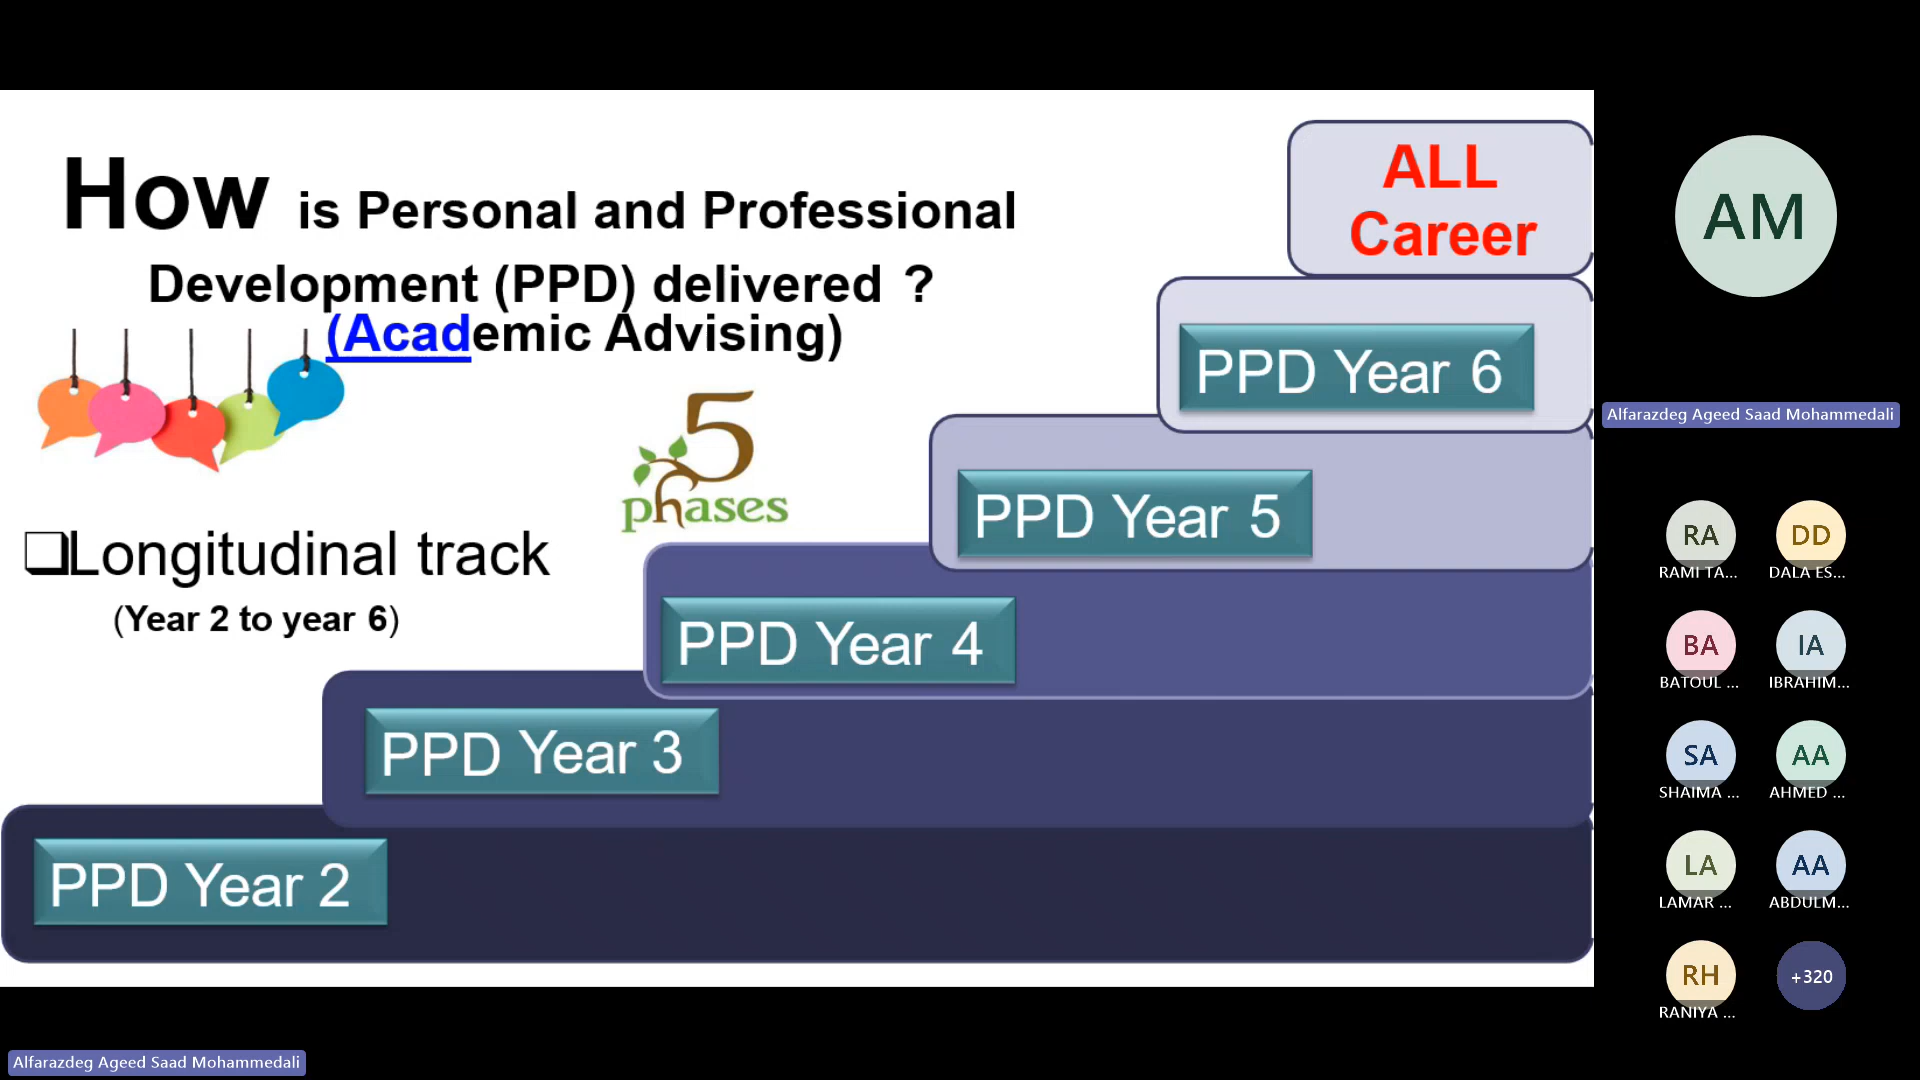 How is Personal and Professional
Development (PPD) delivered ?
(Academic Advising)
5
phases
❑Longitudinal track
(Year 2 to year 6)
ALL
Career
PPD Year 6
PPD Year 5
PPD Year 4
PPD Year 3
PPD Year 2
AM
Alfarazdeg Ageed Saad Mohammedali
RA
RAMI TA...
DD
DALA ES...
BA
BATOUL ...
IA
IBRAHIM...
SA
SHAIMA ...
AA
AHMED ...
LA
LAMAR ...
AA
ABDULM...
RH
RANIYA ...
+320
Alfarazdeg Ageed Saad Mohammedali